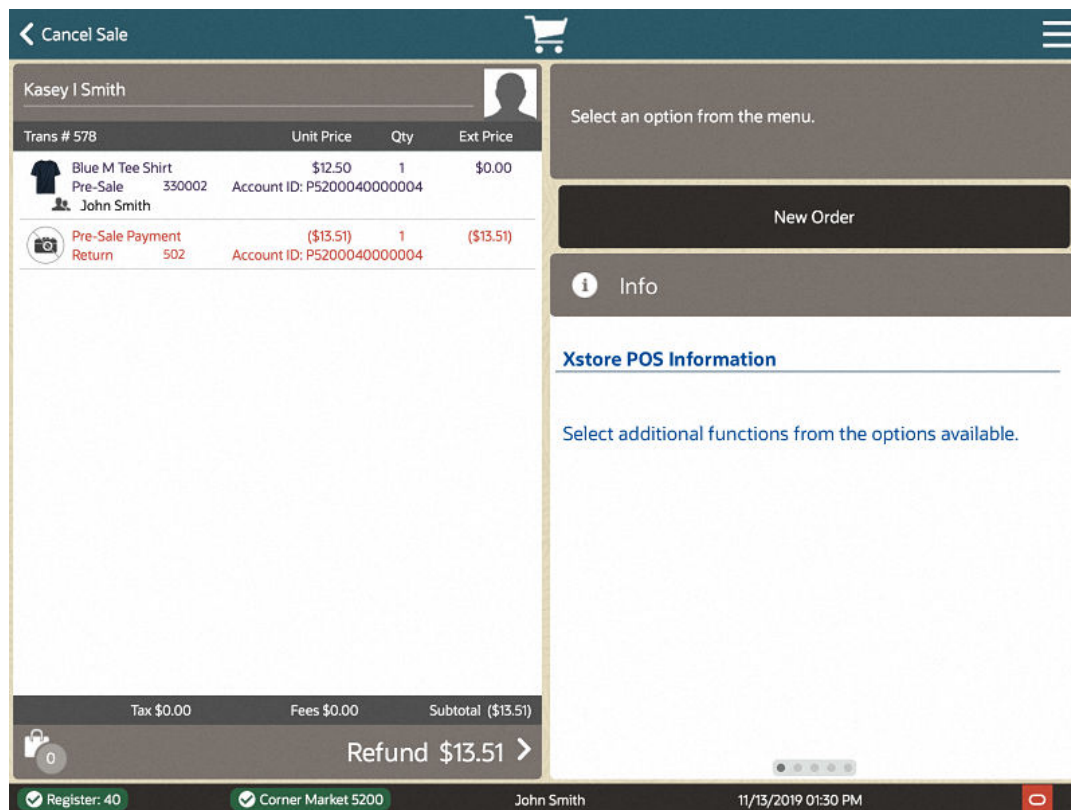 Cancel Sale
Kasey I Smith
Trans # 578 Unit Price Qty Ext Price
Blue M Tee Shirt $12.50 1 $0.00
Pre-Sale 330002 Account ID: P5200040000004
John Smith
Pre-Sale Payment ($13.51) 1 ($13.51)
Return 502 Account ID: P5200040000004
Tax $0.00 Fees $0.00 Subtotal ($13.51)
0 Refund $13.51
Select an option from the menu.
New Order
Info
Xstore POS Information
Select additional functions from the options available.
Register: 40 Corner Market 5200 John Smith 11/13/2019 01:30 PM